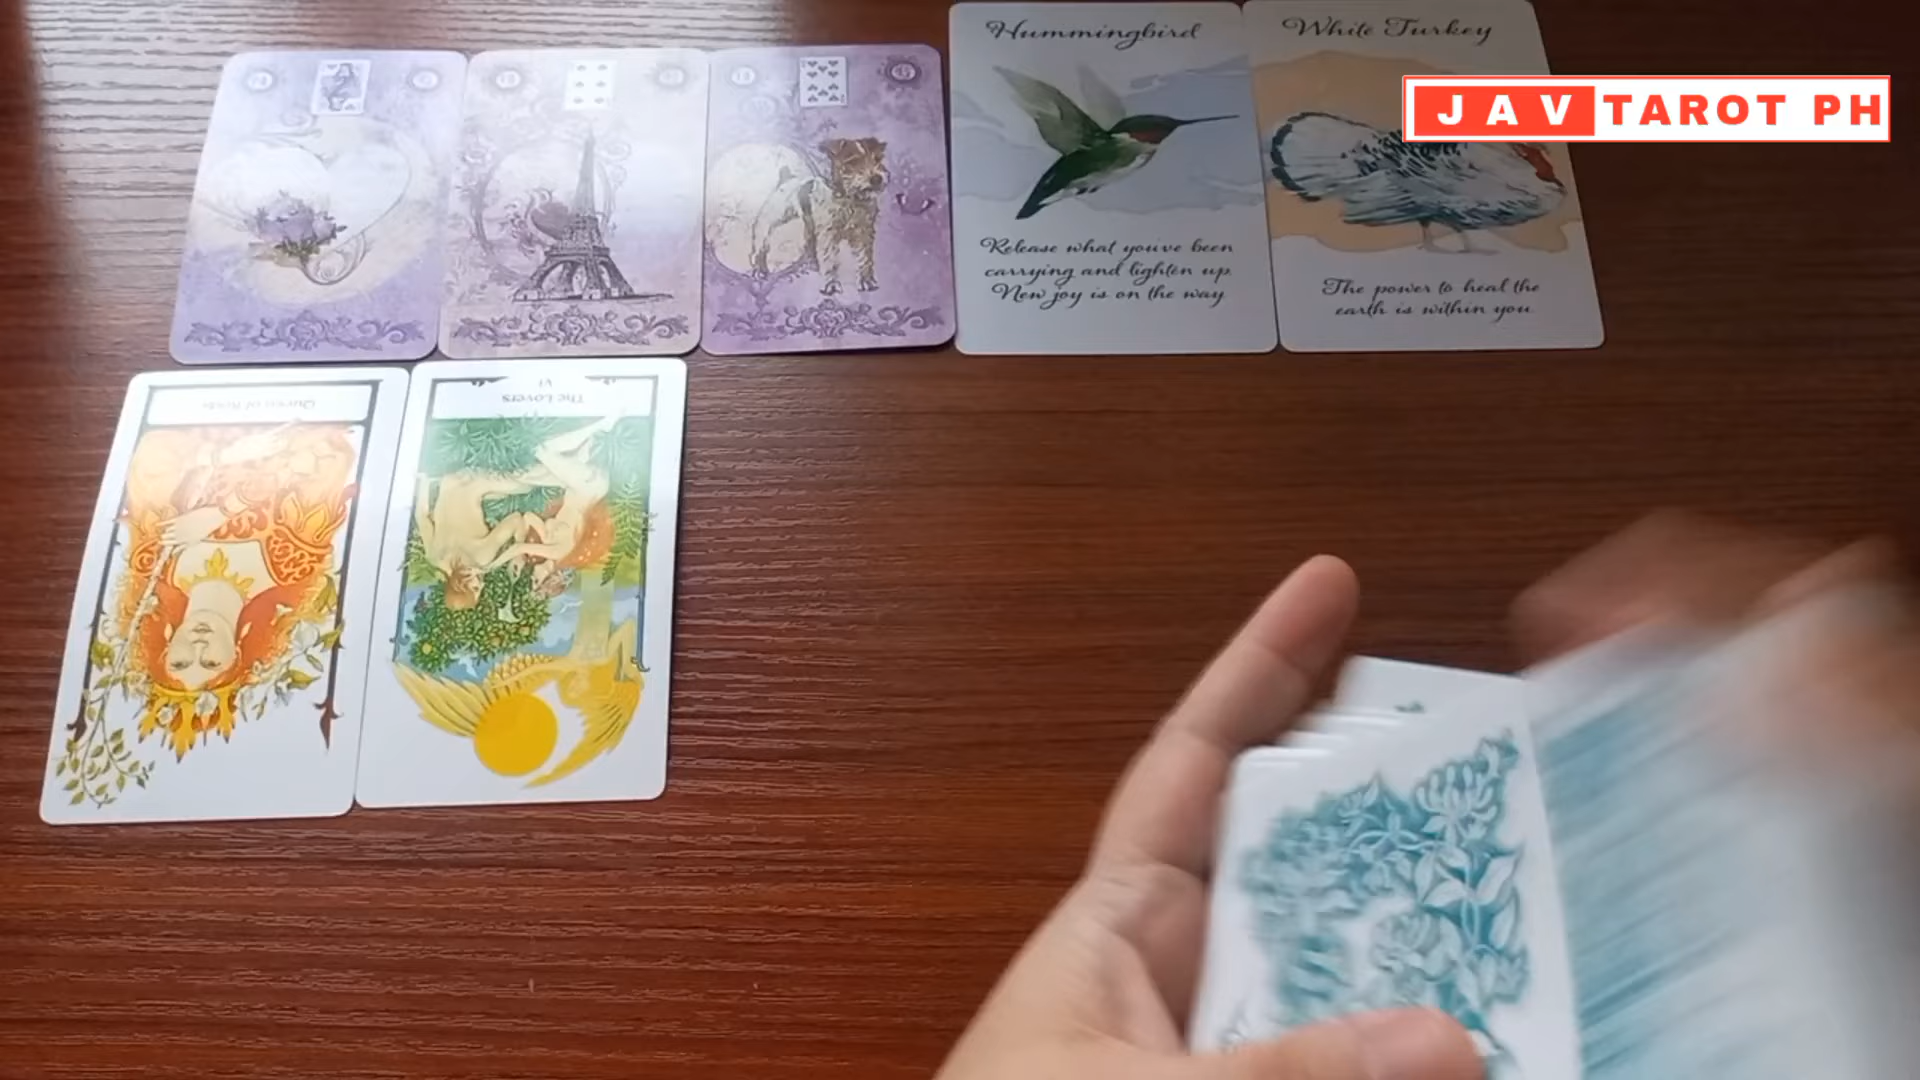 Hummingbird
White Turkey
JAV TAROT PH
Release what you've been
carrying and lighten up.
New joy is on the way.
The power to heal the
earth is within you.
The Lovers
VI